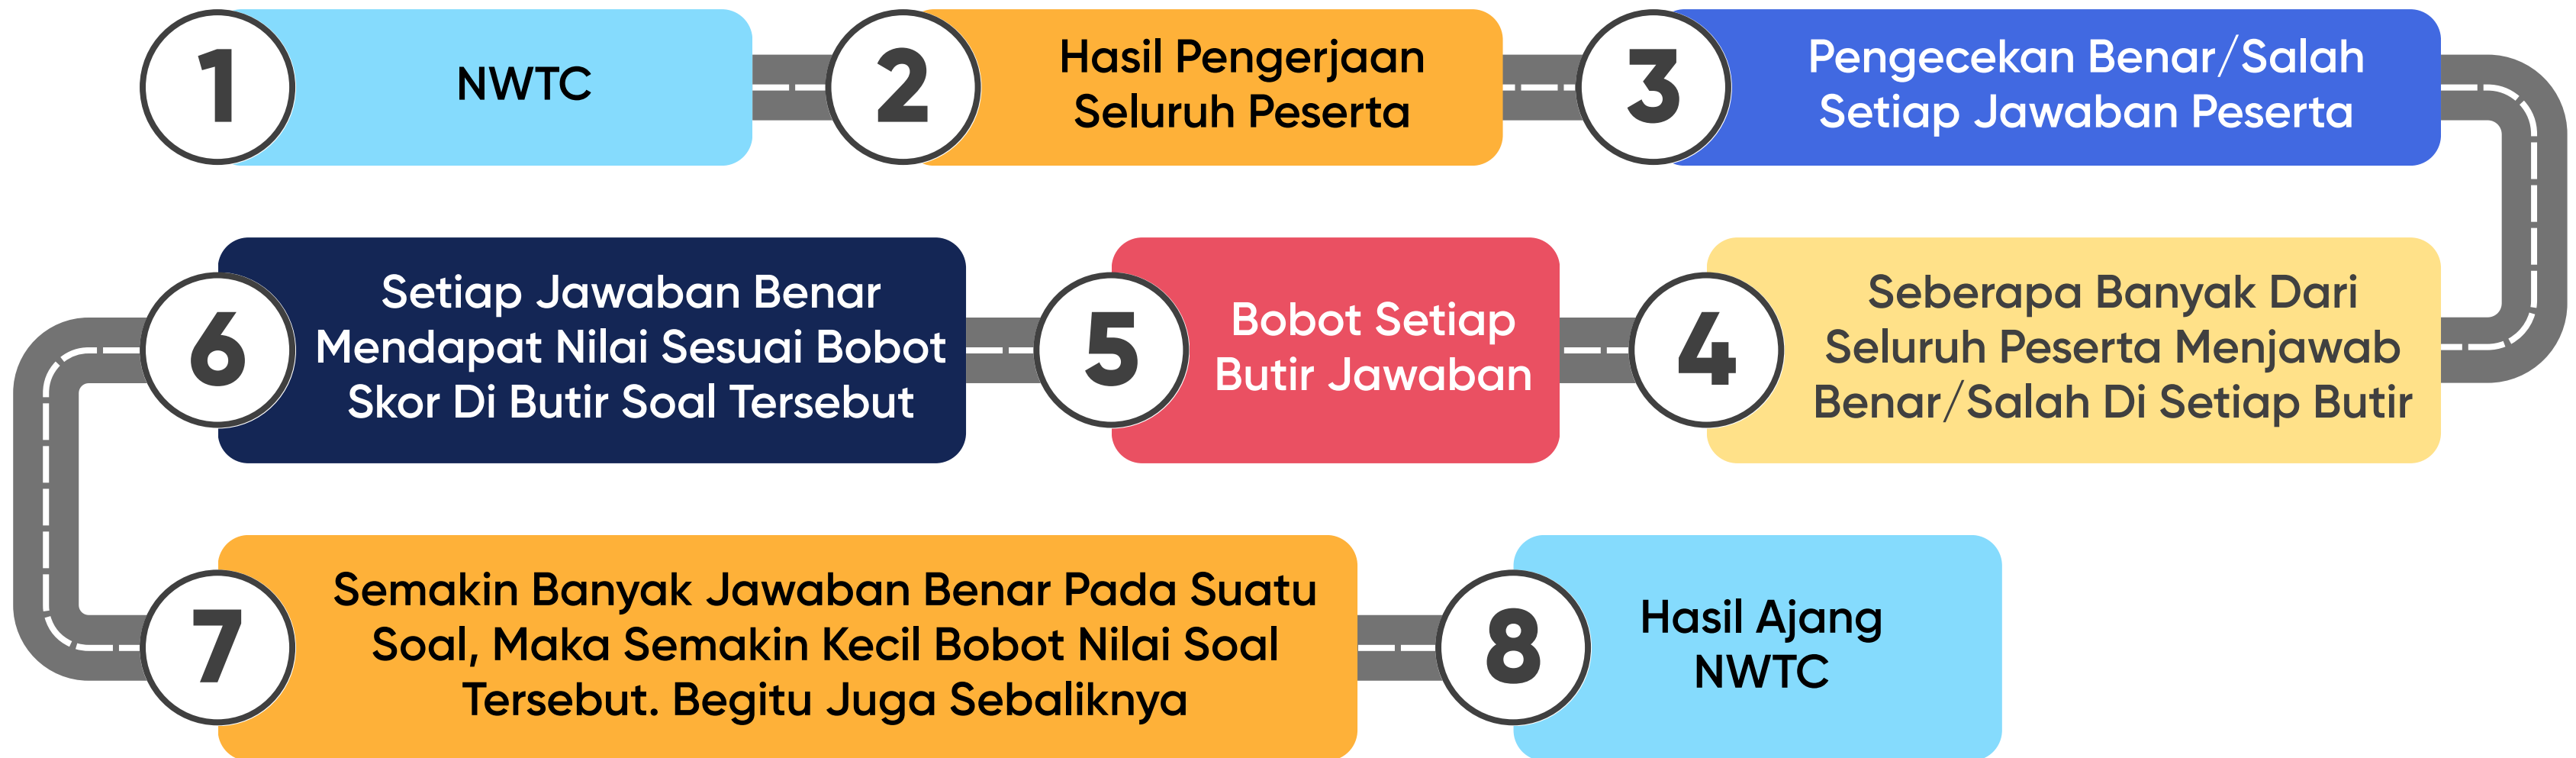 1
NWTC
2
Hasil Pengerjaan
Seluruh Peserta
3
Pengecekan Benar/Salah
Setiap Jawaban Peserta
4
Seberapa Banyak Dari
Seluruh Peserta Menjawab
Benar/Salah Di Setiap Butir
5
Bobot Setiap
Butir Jawaban
6
Setiap Jawaban Benar
Mendapat Nilai Sesuai Bobot
Skor Di Butir Soal Tersebut
7
Semakin Banyak Jawaban Benar Pada Suatu
Soal, Maka Semakin Kecil Bobot Nilai Soal
Tersebut. Begitu Juga Sebaliknya
8
Hasil Ajang
NWTC